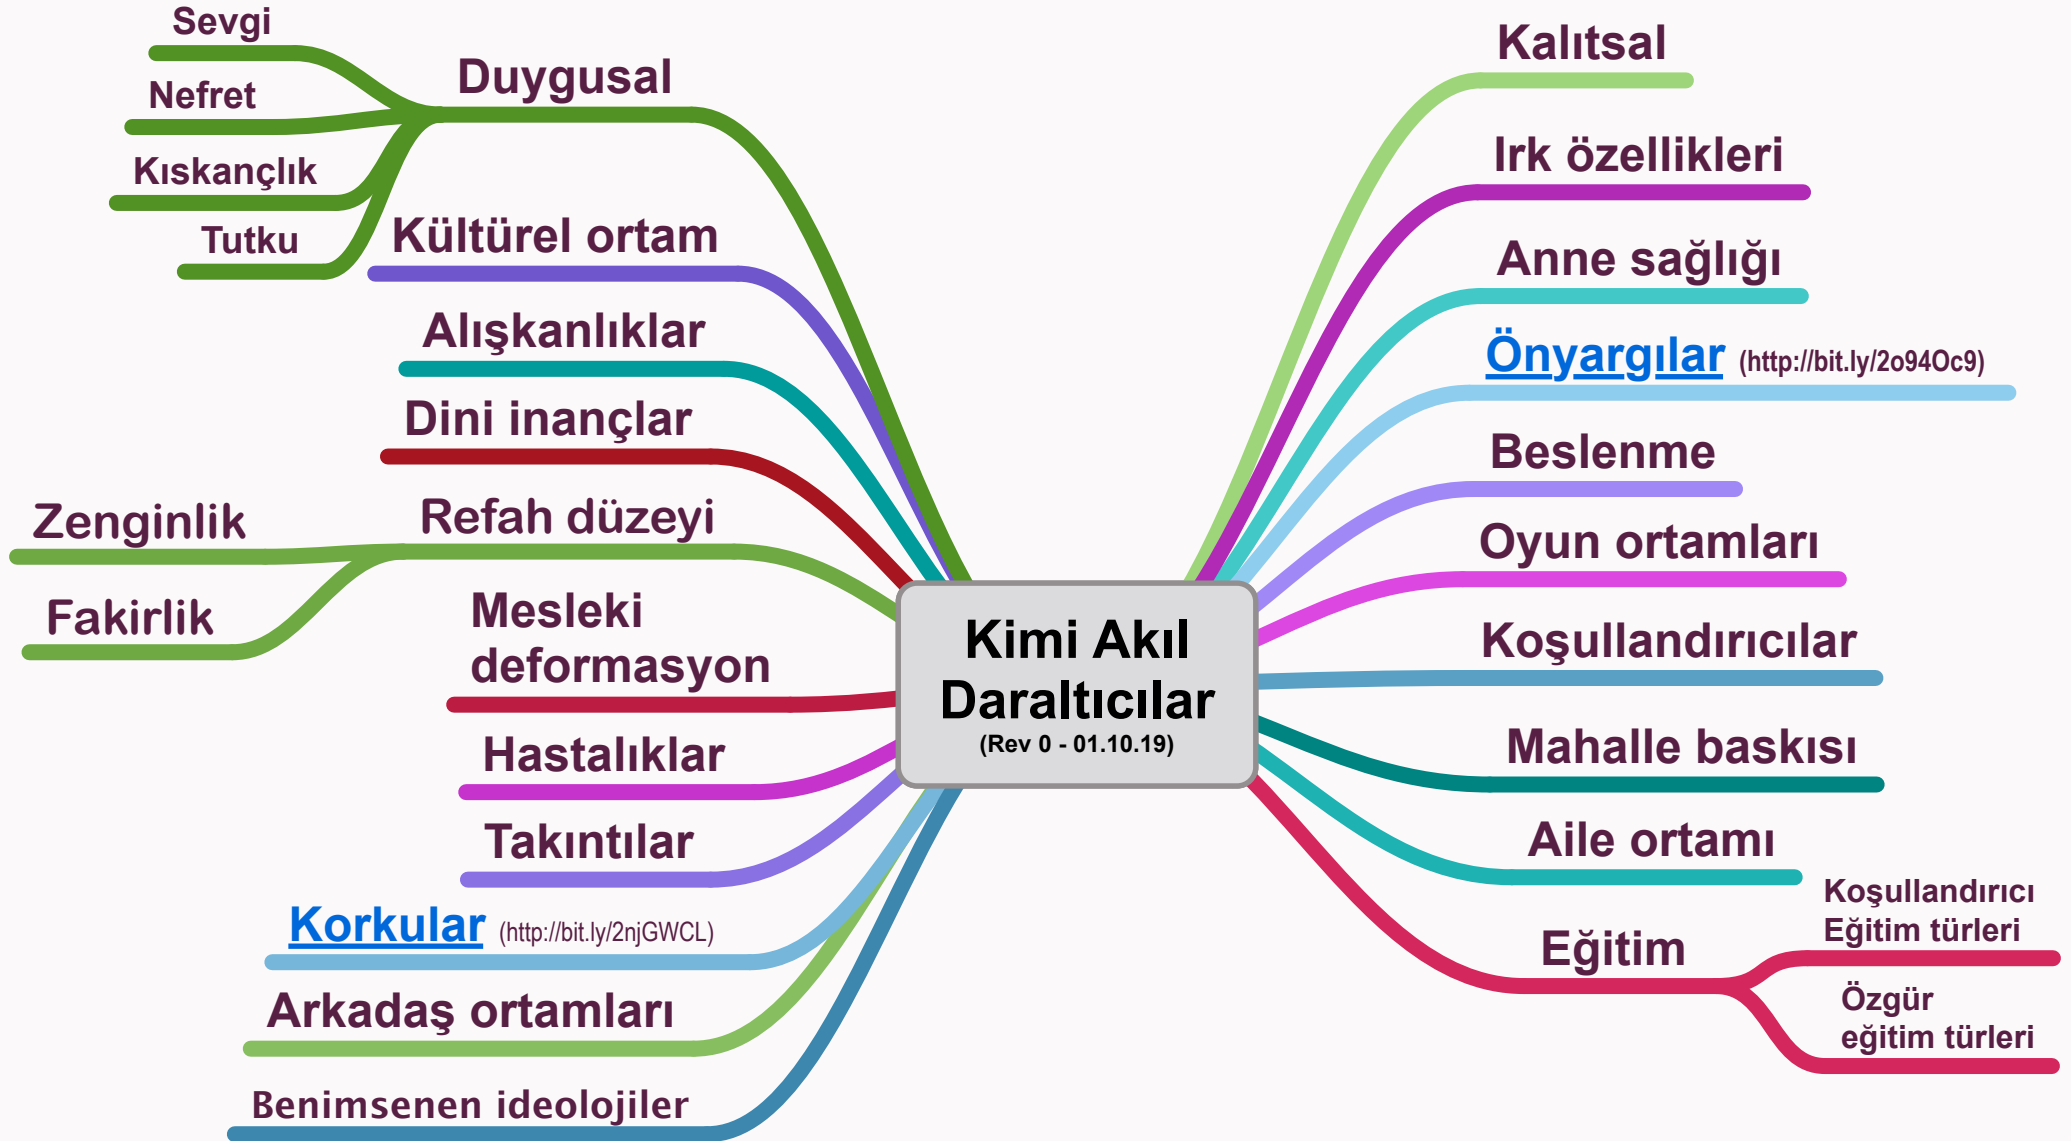 Kimi Akıl
Daraltıcılar
(Rev 0 - 01.10.19)
Kalıtsal
Irk özellikleri
Anne sağlığı
Önyargılar (http://bit.ly/2o94Oc9)
Beslenme
Oyun ortamları
Koşullandırıcılar
Mahalle baskısı
Aile ortamı
Eğitim
Koşullandırıcı
Eğitim türleri
Özgür
eğitim türleri
Duygusal
Sevgi
Nefret
Kıskançlık
Tutku
Kültürel ortam
Alışkanlıklar
Dini inançlar
Refah düzeyi
Zenginlik
Fakirlik
Mesleki
deformasyon
Hastalıklar
Takıntılar
Korkular (http://bit.ly/2njGWCL)
Arkadaş ortamları
Benimsenen ideolojiler